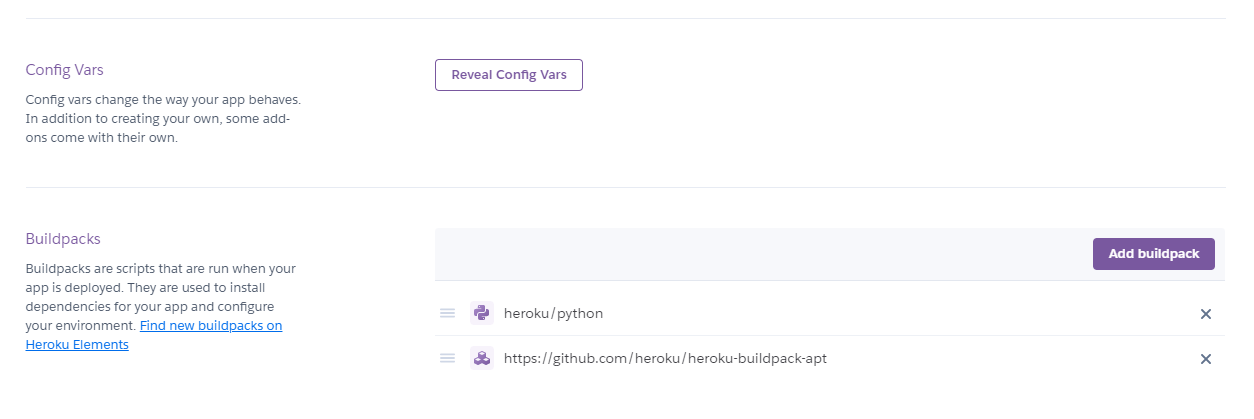 Config Vars
Reveal Config Vars
Config vars change the way your app behaves.
In addition to creating your own, some add-
ons come with their own.
Buildpacks
Add buildpack
Buildpacks are scripts that are run when your
app is deployed. They are used to install
dependencies for your app and configure
your environment. Find new buildpacks on
Heroku Elements
heroku/python
https://github.com/heroku/heroku-buildpack-apt